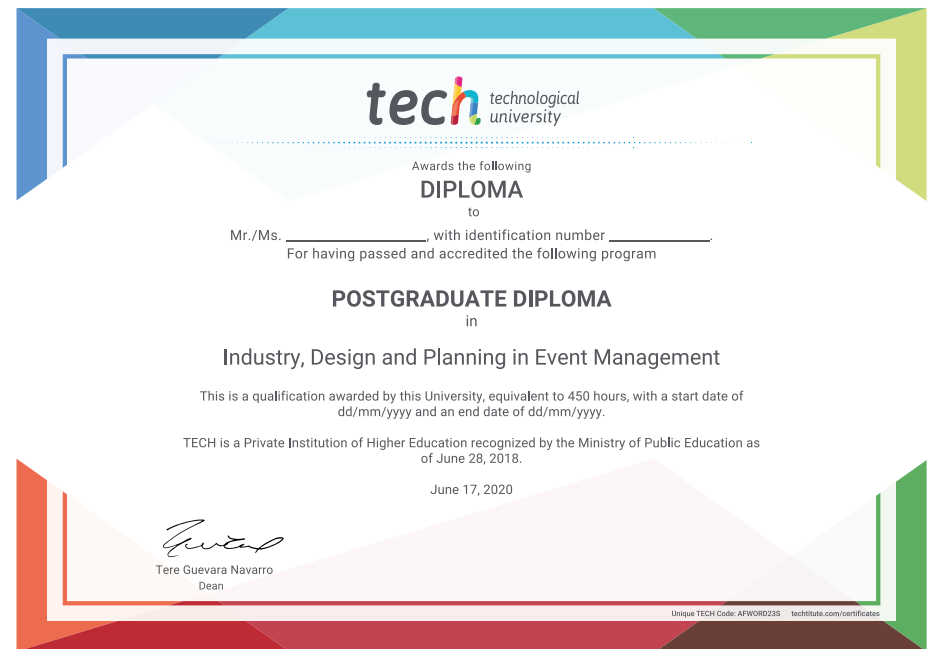 tech technological
university
Awards the following
DIPLOMA
to
Mr./Ms. ____________________, with identification number ______________.
For having passed and accredited the following program
POSTGRADUATE DIPLOMA
in
Industry, Design and Planning in Event Management
This is a qualification awarded by this University, equivalent to 450 hours, with a start date of
dd/mm/yyyy and an end date of dd/mm/yyyy.
TECH is a Private Institution of Higher Education recognized by the Ministry of Public Education as
of June 28, 2018.
June 17, 2020
Tere Guevara Navarro
Dean
Unique TECH Code: AFWORD23S techtitute.com/certificates